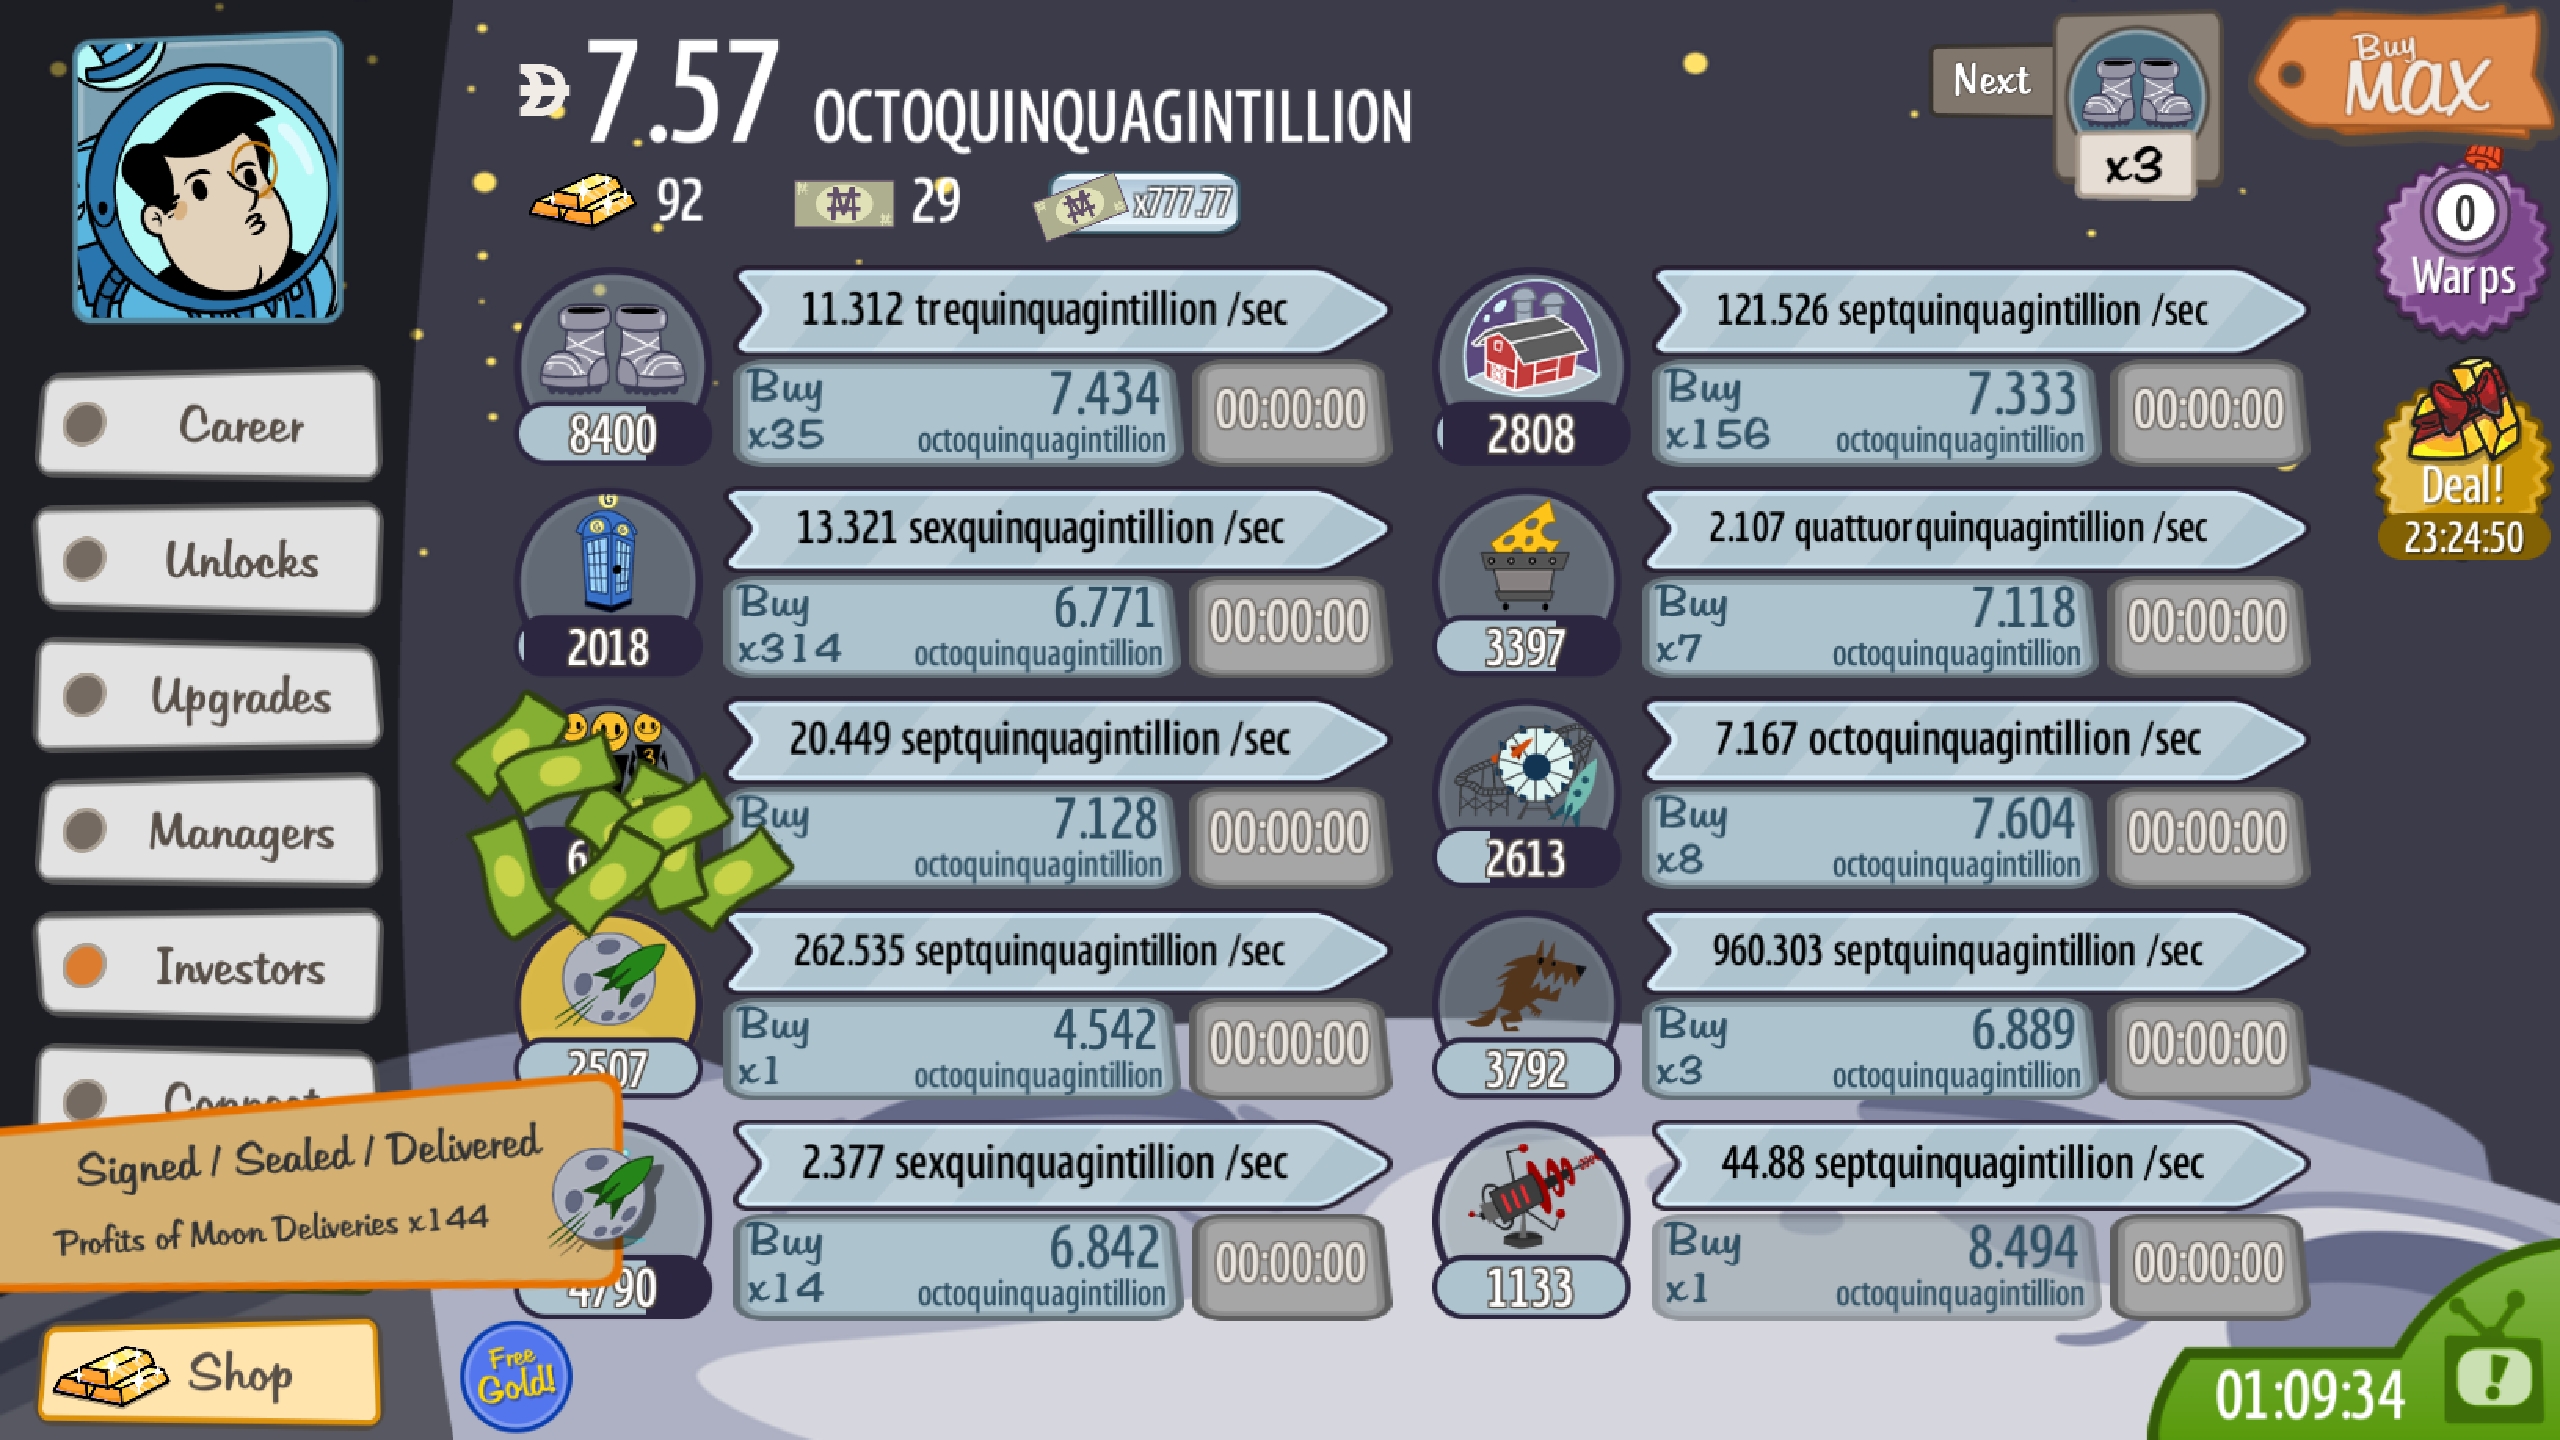 7.57 OCTOQUINQUAGINTILLION
92
29
x777.77
Next
x3
Buy
MAX
0
Warps
Deal!
23:24:50
Career
Unlocks
Upgrades
Managers
Investors
Connect
Signed / Sealed / Delivered
Profits of Moon Deliveries x144
Shop
Free
Gold!
11.312 trequinquagintillion /sec
8400
Buy
x35
7.434
octoquinquagintillion
00:00:00
121.526 septquinquagintillion /sec
2808
Buy
x156
7.333
octoquinquagintillion
00:00:00
13.321 sexquinquagintillion /sec
2018
Buy
x314
6.771
octoquinquagintillion
00:00:00
2.107 quattuorquinquagintillion /sec
3397
Buy
x7
7.118
octoquinquagintillion
00:00:00
20.449 septquinquagintillion /sec
3
Buy
7.128
octoquinquagintillion
00:00:00
7.167 octoquinquagintillion /sec
2613
Buy
x8
7.604
octoquinquagintillion
00:00:00
262.535 septquinquagintillion /sec
2507
Buy
x1
4.542
octoquinquagintillion
00:00:00
960.303 septquinquagintillion /sec
3792
Buy
x3
6.889
octoquinquagintillion
00:00:00
2.377 sexquinquagintillion /sec
4790
Buy
x14
6.842
octoquinquagintillion
00:00:00
44.88 septquinquagintillion /sec
1133
Buy
x1
8.494
octoquinquagintillion
00:00:00
01:09:34